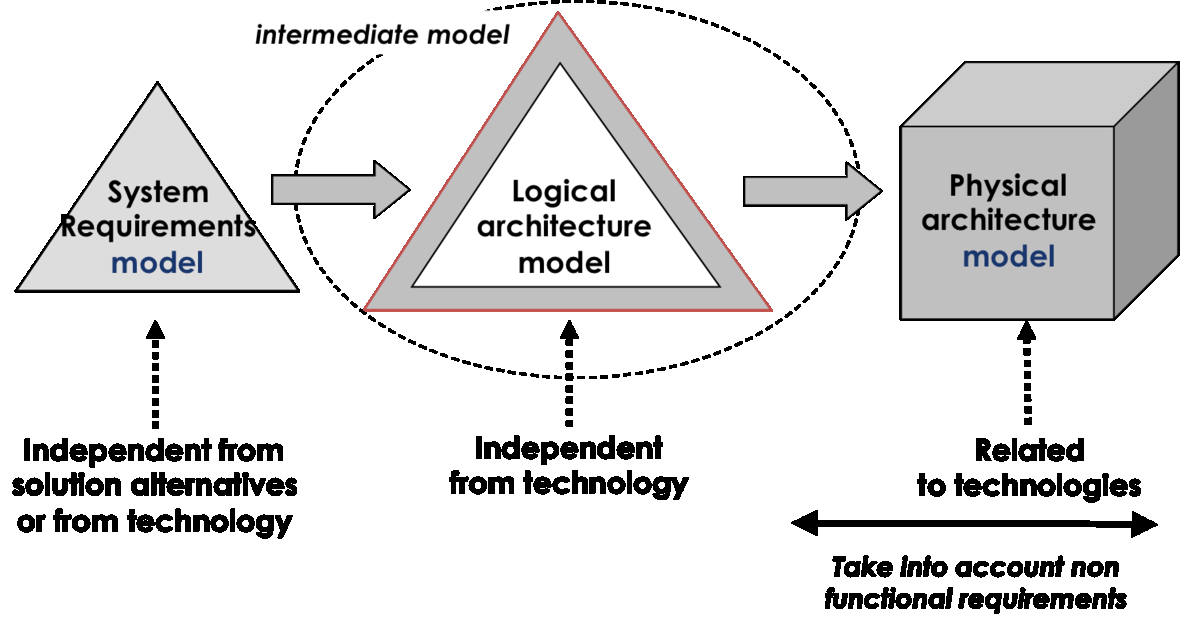 intermediate model
System
Requirements
model
Logical
architecture
model
Physical
architecture
model
Independent from
solution alternatives
or from technology
Independent
from technology
Related
to technologies
Take into account non
functional requirements